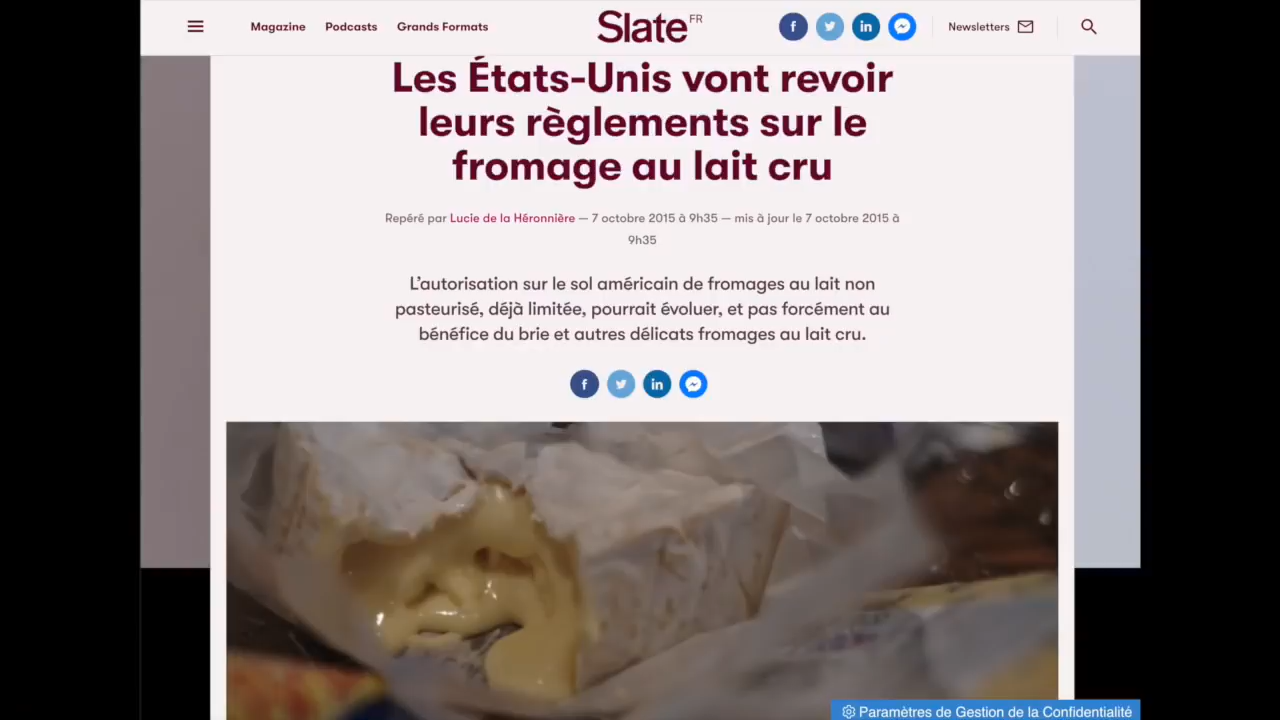 Magazine Podcasts Grands Formats Slate FR Newsletters
Les États-Unis vont revoir
leurs règlements sur le
fromage au lait cru
Repéré par Lucie de la Héronnière — 7 octobre 2015 à 9h35 — mis à jour le 7 octobre 2015 à
9h35
L’autorisation sur le sol américain de fromages au lait non
pasteurisé, déjà limitée, pourrait évoluer, et pas forcément au
bénéfice du brie et autres délicats fromages au lait cru.
Paramètres de Gestion de la Confidentialité